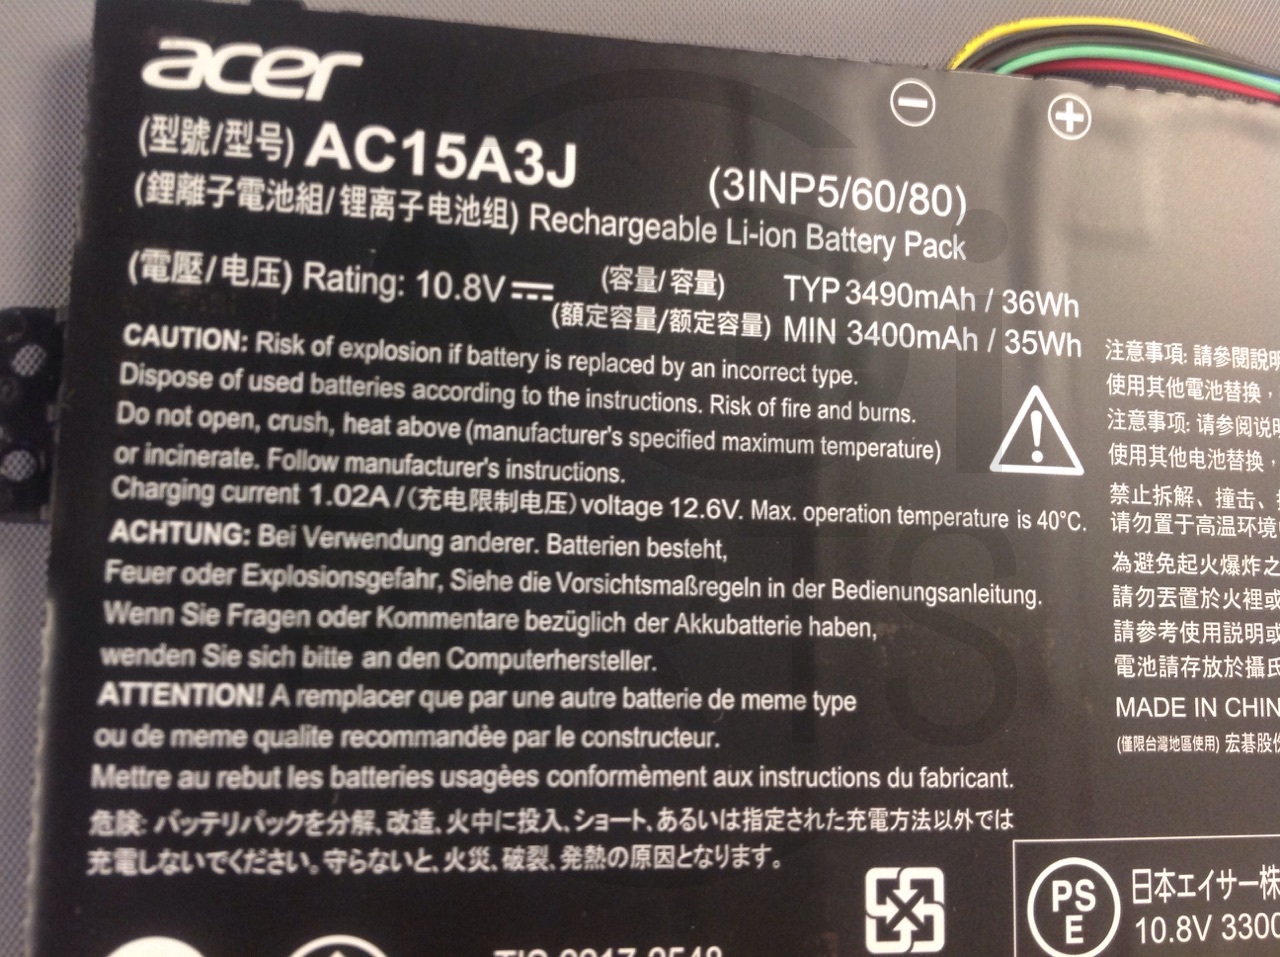 acer
(型號/型号) AC15A3J
(3INP5/60/80)
(鋰離子電池組/锂离子电池组) Rechargeable Li-ion Battery Pack
(電壓/电压) Rating: 10.8V
(容量/容量) TYP 3490mAh / 36Wh
(額定容量/额定容量) MIN 3400mAh / 35Wh
CAUTION: Risk of explosion if battery is replaced by an incorrect type.
Dispose of used batteries according to the instructions. Risk of fire and burns.
Do not open, crush, heat above (manufacturer's specified maximum temperature)
or incinerate. Follow manufacturer's instructions.
Charging current 1.02A /(充电限制电压)voltage 12.6V. Max. operation temperature is 40°C.
ACHTUNG: Bei Verwendung anderer. Batterien besteht,
Feuer oder Explosionsgefahr, Siehe die Vorsichtsmaßregeln in der Bedienungsanleitung.
Wenn Sie Fragen oder Kommentare bezüglich der Akkubatterie haben,
wenden Sie sich bitte an den Computerhersteller.
ATTENTION! A remplacer que par une autre batterie de meme type
ou de meme qualite recommandèe par le constructeur.
Mettre au rebut les batteries usagèes conformèment aux instructions du fabricant.
危険: バッテリパックを分解、改造、火中に投入、ショート、あるいは指定された充電方法以外では
充電しないでください。守らないと、火災、破裂、発熱の原因となります。
注意事項: 請參閱說明
使用其他電池替換，
注意事项: 请参阅说明
使用其他电池替换，
禁止拆解、撞击、
请勿置于高温环境
為避免起火爆炸之
請勿丟置於火裡或
請參考使用說明或
電池請存放於攝氏
MADE IN CHIN
(僅限台灣地區使用) 宏碁股份
PS
E
日本エイサー株
10.8V 3300